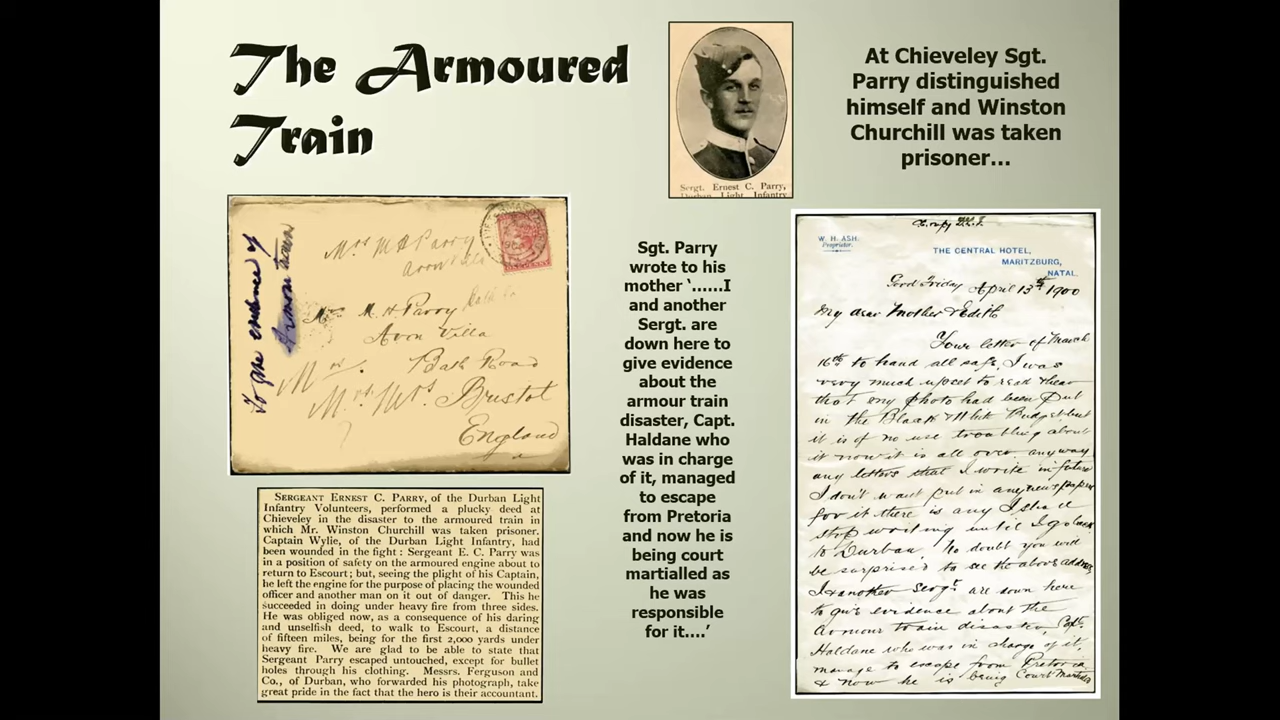 The Armoured
Train
Sergt. Ernest C. Parry,
Durban Light Infantry
At Chieveley Sgt.
Parry distinguished
himself and Winston
Churchill was taken
prisoner...
To the evidence of
Armour train
Mrs M H Parry
Avon Villa
Mrs. M. H. Parry
Avon Villa
Bath Road
Bristol
England
Sgt. Parry
wrote to his
mother ‘......I
and another
Sergt. are
down here to
give evidence
about the
armour train
disaster, Capt.
Haldane who
was in charge
of it, managed
to escape
from Pretoria
and now he is
being court
martialled as
he was
responsible
for it....’
SERGEANT ERNEST C. PARRY, of the Durban Light
Infantry Volunteers, performed a plucky deed at
Chieveley in the disaster to the armoured train in
which Mr. Winston Churchill was taken prisoner.
Captain Wylie, of the Durban Light Infantry, had
been wounded in the fight: Sergeant E. C. Parry was
in a position of safety on the armoured engine about to
return to Escourt; but, seeing the plight of his Captain,
he left the engine for the purpose of placing the wounded
officer and another man on it out of danger. This he
succeeded in doing under heavy fire from three sides.
He was obliged now, as a consequence of his daring
and unselfish deed, to walk to Escourt, a distance
of fifteen miles, being for the first 2,000 yards under
heavy fire. We are glad to be able to state that
Sergeant Parry escaped untouched, except for bullet
holes through his clothing. Messrs. Ferguson and
Co., of Durban, who forwarded his photograph, take
great pride in the fact that the hero is their accountant.
W. H. ASH.
Proprietor.
THE CENTRAL HOTEL,
MARITZBURG,
NATAL.
Good Friday April 13th 1900
My dear Mother & Edith
Your letter of March
16th to hand all safe, I was
very much upset to read
that my photo had been put
in the Black & White Budget but
it is of no use troubling about
it now it is all over, anyway
any letters that I write in future
I don't want put in any newspaper
for if there is any I shall
stop writing until I go
to Durban. No doubt you will
be surprised to see the above address
I & another Sergt are down here
to give evidence about the
Armour train disaster, Capt.
Haldane who was in charge of it,
manage to escape from Pretoria
& now he is being Court Martialled